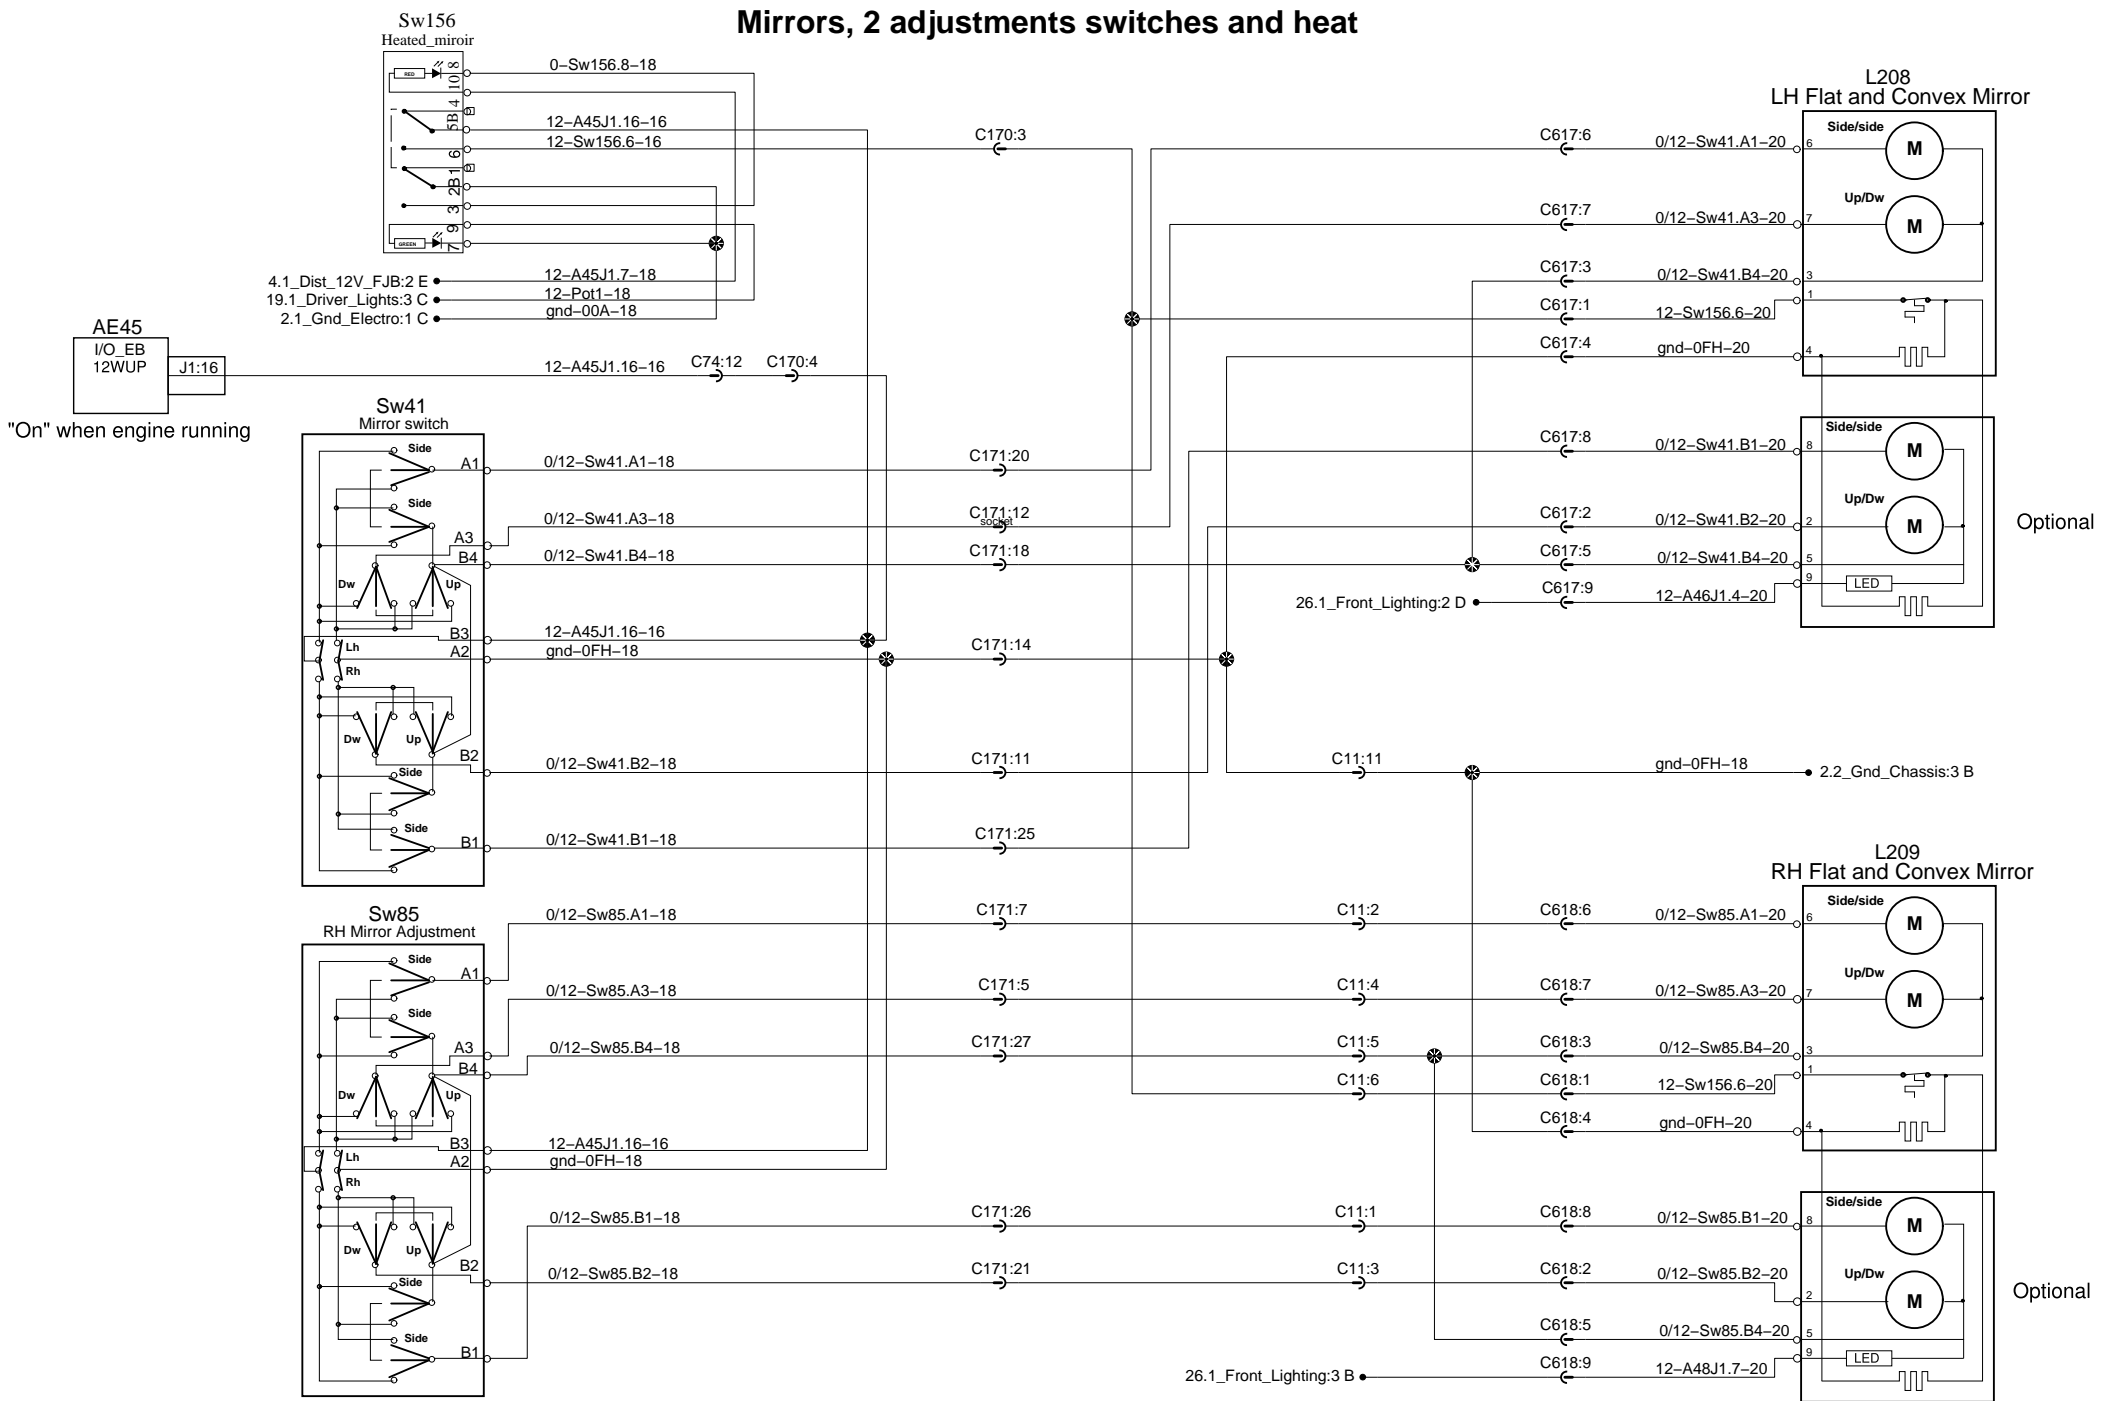 Mirrors, 2 adjustments switches and heat
Sw156
Heated_miroir
RED
8
10
4
5B
6
1
2B
3
9
7
GREEN
0-Sw156.8-18
12-A45J1.16-16
12-Sw156.6-16
C170:3
4.1_Dist_12V_FJB:2 E
12-A45J1.7-18
19.1_Driver_Lights:3 C
12-Pot1-18
2.1_Gnd_Electro:1 C
gnd-00A-18
AE45
I/O_EB
12WUP
J1:16
"On" when engine running
12-A45J1.16-16
C74:12
C170:4
L208
LH Flat and Convex Mirror
Side/side
M
C617:6
0/12-Sw41.A1-20
6
Up/Dw
M
C617:7
0/12-Sw41.A3-20
7
C617:3
0/12-Sw41.B4-20
3
C617:1
12-Sw156.6-20
1
C617:4
gnd-0FH-20
4
Side/side
M
C617:8
0/12-Sw41.B1-20
8
Up/Dw
M
C617:2
0/12-Sw41.B2-20
2
C617:5
0/12-Sw41.B4-20
5
26.1_Front_Lighting:2 D
C617:9
12-A46J1.4-20
9
LED
Optional
Sw41
Mirror switch
Side
A1
0/12-Sw41.A1-18
C171:20
Side
0/12-Sw41.A3-18
C171:12
socket
A3
B4
0/12-Sw41.B4-18
C171:18
Dw
Up
B3
12-A45J1.16-16
Lh
A2
gnd-0FH-18
C171:14
Rh
Dw
Up
B2
0/12-Sw41.B2-18
C171:11
Side
Side
B1
0/12-Sw41.B1-18
C171:25
C11:11
gnd-0FH-18
2.2_Gnd_Chassis:3 B
Sw85
RH Mirror Adjustment
Side
A1
0/12-Sw85.A1-18
C171:7
C11:2
C618:6
0/12-Sw85.A1-20
6
Side
0/12-Sw85.A3-18
C171:5
C11:4
C618:7
0/12-Sw85.A3-20
7
A3
0/12-Sw85.B4-18
C171:27
C11:5
C618:3
0/12-Sw85.B4-20
3
B4
Dw
Up
C11:6
C618:1
12-Sw156.6-20
1
C618:4
gnd-0FH-20
4
B3
12-A45J1.16-16
Lh
A2
gnd-0FH-18
Rh
0/12-Sw85.B1-18
C171:26
C11:1
C618:8
0/12-Sw85.B1-20
8
Dw
Up
B2
0/12-Sw85.B2-18
C171:21
C11:3
C618:2
0/12-Sw85.B2-20
2
Side
Side
B1
C618:5
0/12-Sw85.B4-20
5
26.1_Front_Lighting:3 B
C618:9
12-A48J1.7-20
9
LED
L209
RH Flat and Convex Mirror
Side/side
M
Up/Dw
M
Side/side
M
Up/Dw
M
Optional